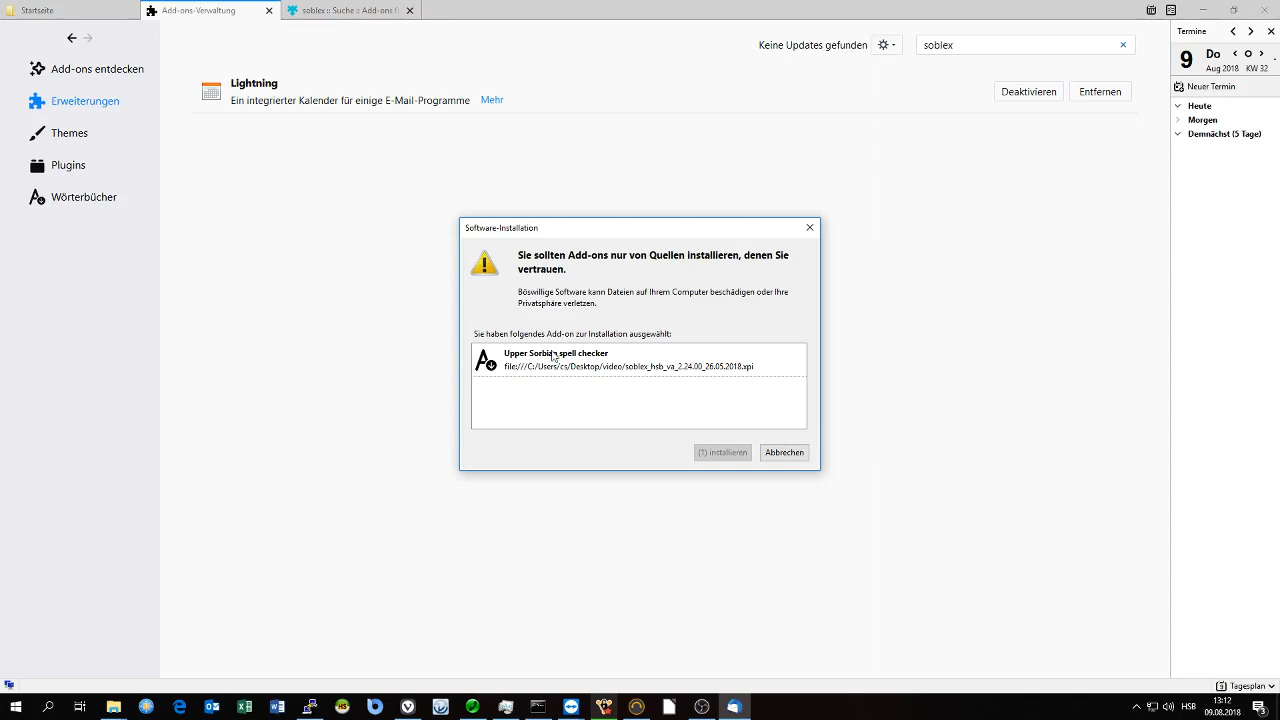 Startseite
Add-ons-Verwaltung
soblex :: Suche :: Add-ons f
Add-ons entdecken
Erweiterungen
Themes
Plugins
Wörterbücher
Keine Updates gefunden
soblex
Lightning
Ein integrierter Kalender für einige E-Mail-Programme Mehr
Deaktivieren
Entfernen
Termine
9 Do
Aug 2018 KW 32
Neuer Termin
Heute
Morgen
Demnächst (5 Tage)
Software-Installation
Sie sollten Add-ons nur von Quellen installieren, denen Sie
vertrauen.
Böswillige Software kann Dateien auf Ihrem Computer beschädigen oder Ihre
Privatsphäre verletzen.
Sie haben folgendes Add-on zur Installation ausgewählt:
Upper Sorbian spell checker
file:///C:/Users/cs/Desktop/video/soblex_hsb_va_2.24.00_26.05.2018.xpi
(1) installieren
Abbrechen
Tagesplan
HSB
13:12
09.08.2018